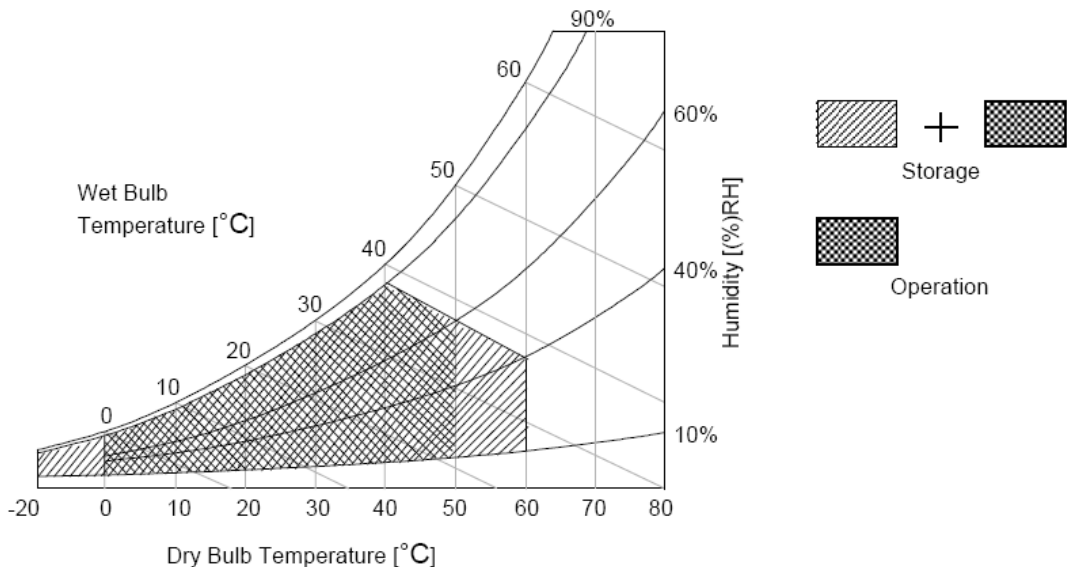 90%
60
60%
50
Storage
Wet Bulb
Temperature [°C]
40
Humidity [(%)RH]
40%
30
Operation
20
10
0
10%
-20 0 10 20 30 40 50 60 70 80
Dry Bulb Temperature [°C]